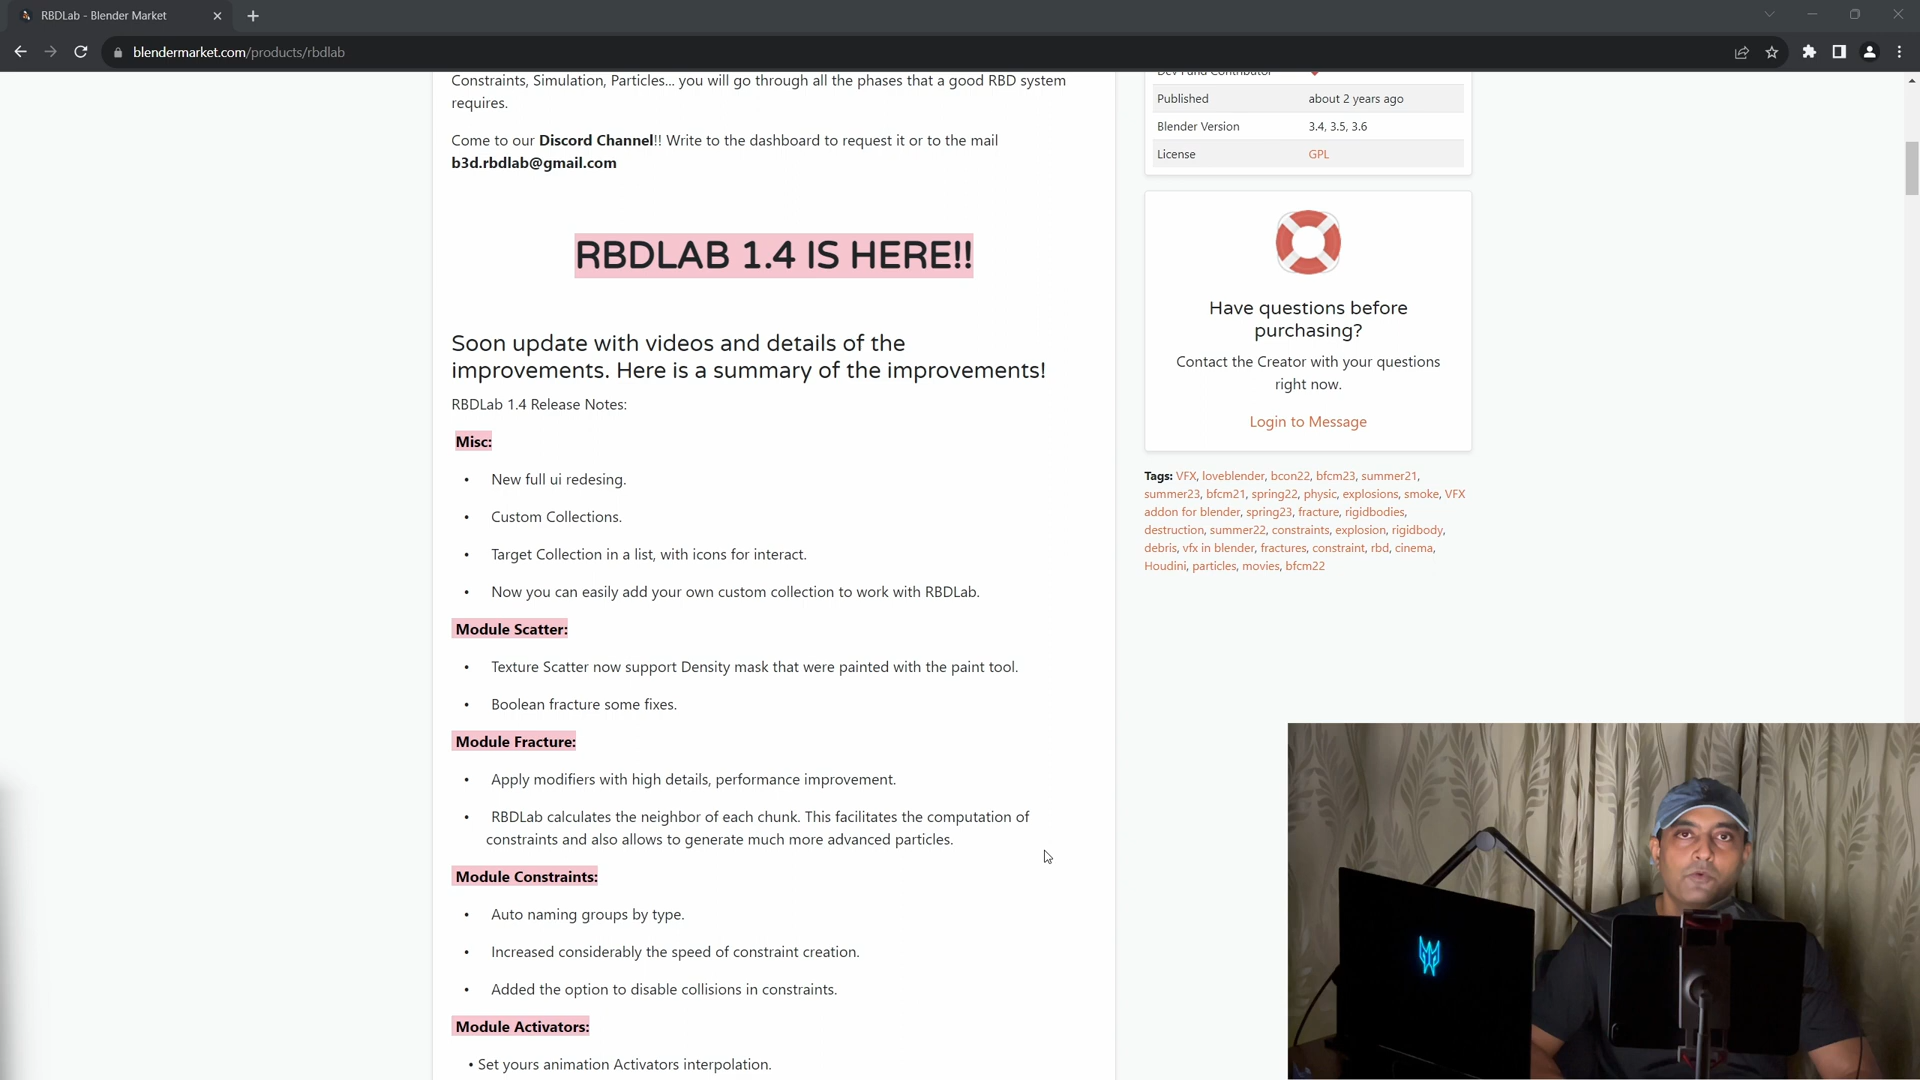 RBDLab - Blender Market
blendermarket.com/products/rbdlab
Constraints, Simulation, Particles... you will go through all the phases that a good RBD system
requires.
Come to our Discord Channel!! Write to the dashboard to request it or to the mail
b3d.rbdlab@gmail.com
RBDLAB 1.4 IS HERE!!
Soon update with videos and details of the
improvements. Here is a summary of the improvements!
RBDLab 1.4 Release Notes:
Misc:
• New full ui redesing.
• Custom Collections.
• Target Collection in a list, with icons for interact.
• Now you can easily add your own custom collection to work with RBDLab.
Module Scatter:
• Texture Scatter now support Density mask that were painted with the paint tool.
• Boolean fracture some fixes.
Module Fracture:
• Apply modifiers with high details, performance improvement.
• RBDLab calculates the neighbor of each chunk. This facilitates the computation of
constraints and also allows to generate much more advanced particles.
Module Constraints:
• Auto naming groups by type.
• Increased considerably the speed of constraint creation.
• Added the option to disable collisions in constraints.
Module Activators:
• Set yours animation Activators interpolation.
Dev Fund Contributor
Published about 2 years ago
Blender Version 3.4, 3.5, 3.6
License GPL
Have questions before
purchasing?
Contact the Creator with your questions
right now.
Login to Message
Tags: VFX, loveblender, bcon22, bfcm23, summer21,
summer23, bfcm21, spring22, physic, explosions, smoke, VFX
addon for blender, spring23, fracture, rigidbodies,
destruction, summer22, constraints, explosion, rigidbody,
debris, vfx in blender, fractures, constraint, rbd, cinema,
Houdini, particles, movies, bfcm22